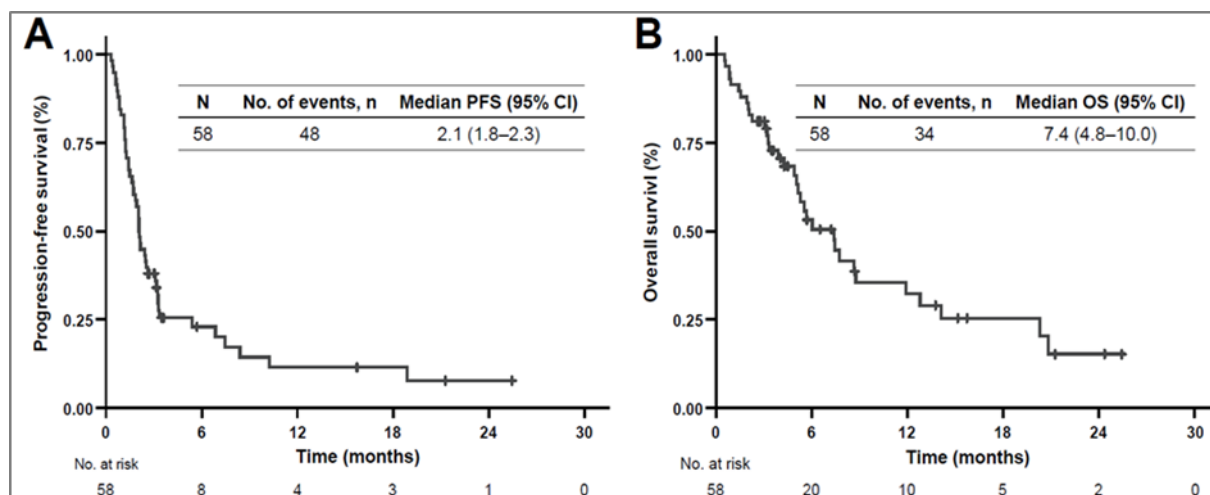 A
Progression-free survival (%)
1.00
0.75
0.50
0.25
0.00
N No. of events, n Median PFS (95% CI)
58 48 2.1 (1.8–2.3)
0 6 12 18 24 30
Time (months)
No. at risk
58 8 4 3 1 0
B
Overall survivl (%)
1.00
0.75
0.50
0.25
0.00
N No. of events, n Median OS (95% CI)
58 34 7.4 (4.8–10.0)
0 6 12 18 24 30
Time (months)
No. at risk
58 20 10 5 2 0